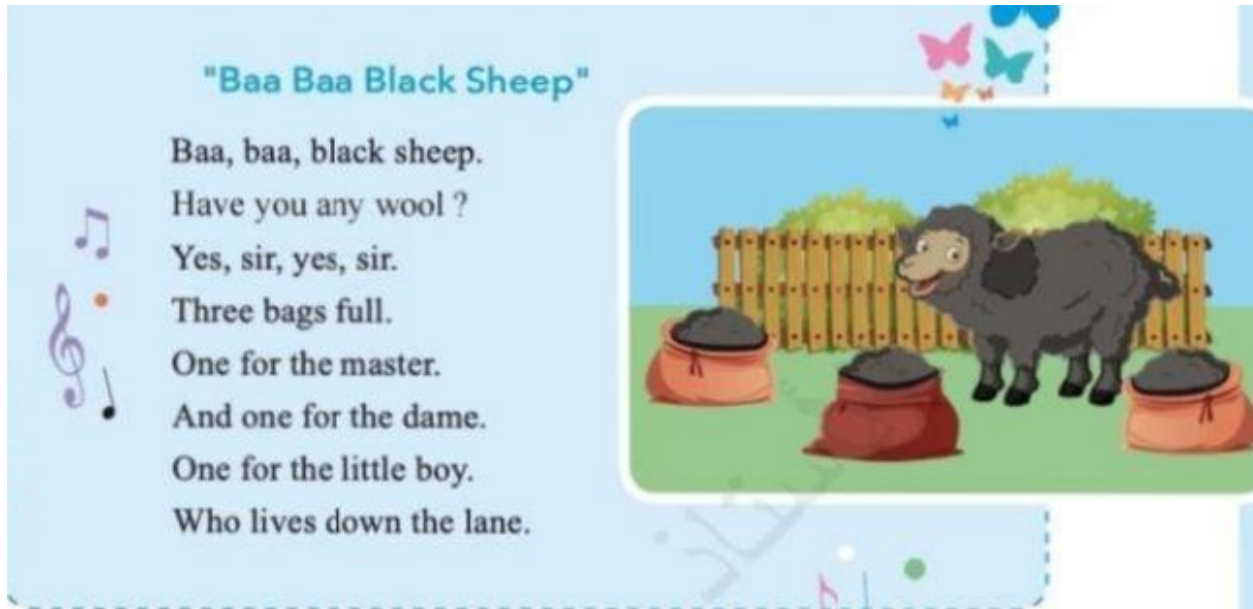 "Baa Baa Black Sheep"
Baa, baa, black sheep.
Have you any wool ?
Yes, sir, yes, sir.
Three bags full.
One for the master.
And one for the dame.
One for the little boy.
Who lives down the lane.